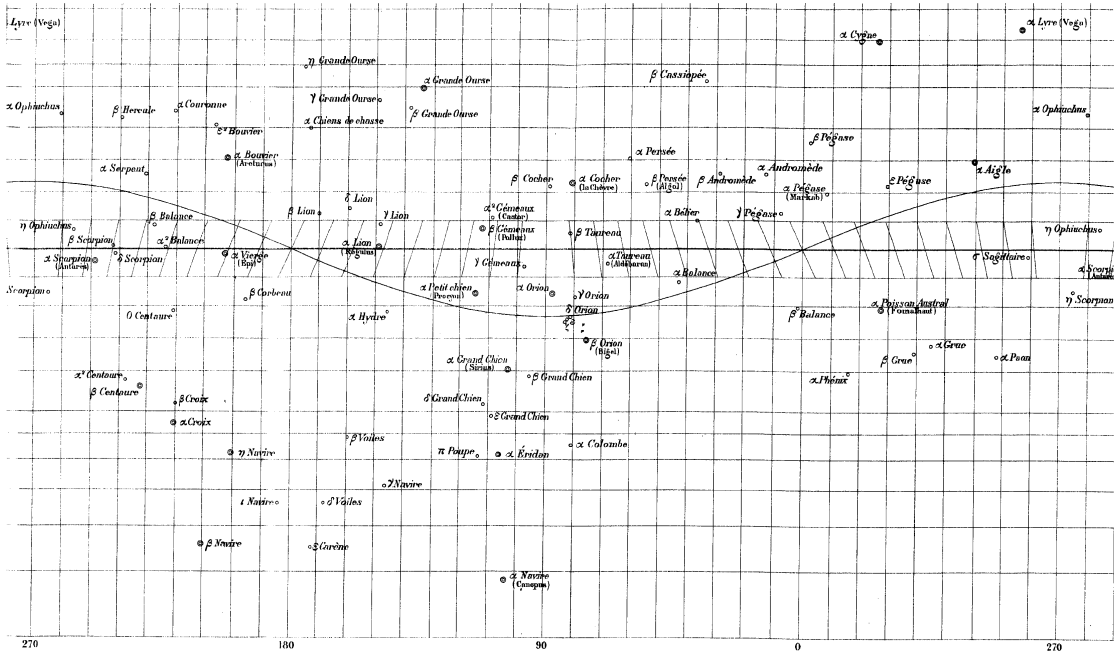 Lyre (Vega)
α Lyre (Vega)
α Cygne
η Grande Ourse
α Grande Ourse
β Cassiopée
α Ophiuchus
β Hercule
α Couronne
γ Grande Ourse
β Grande Ourse
α Ophiuchus
ε² Bouvier
α Chiens de chasse
β Pégase
α Bouvier
(Arcturus)
α Persée
α Aigle
α Serpent
β Cocher
α Cocher
(la Chèvre)
β Persée
(Algol)
β Andromède
α Andromède
α Pégase
(Markab)
ε Pégase
δ Lion
β Lion
γ Lion
α² Gémeaux
(Castor)
β Gémeaux
(Pollux)
α Bélier
γ Pégase
β Balance
η Ophiuchus
β Taureau
η Ophiuchus
β Scorpion
α² Balance
α Scorpion
(Antarès)
δ Scorpion
α Vierge
(Épi)
α Lion
(Régulus)
γ Gémeaux
α Taureau
(Aldébaran)
α Balance
σ Sagittaire
α Scorpion
Scorpion
β Corbeau
α Petit chien
(Procyon)
α Orion
γ Orion
η Scorpion
Θ Centaure
α Hydre
δ Orion
β Balance
α Poisson Austral
(Fomalhaut)
β Orion
(Rigel)
α Grand Chien
(Sirius)
α Grue
β Grue
α Paon
α² Centaure
β Grand Chien
α Phénix
β Centaure
β Croix
δ Grand Chien
ε Grand Chien
α Croix
β Voiles
α Colombe
η Navire
π Poupe
α Éridan
γ Navire
ι Navire
δ Voiles
β Navire
ε Carène
α Navire
(Canopus)
270
180
90
0
270